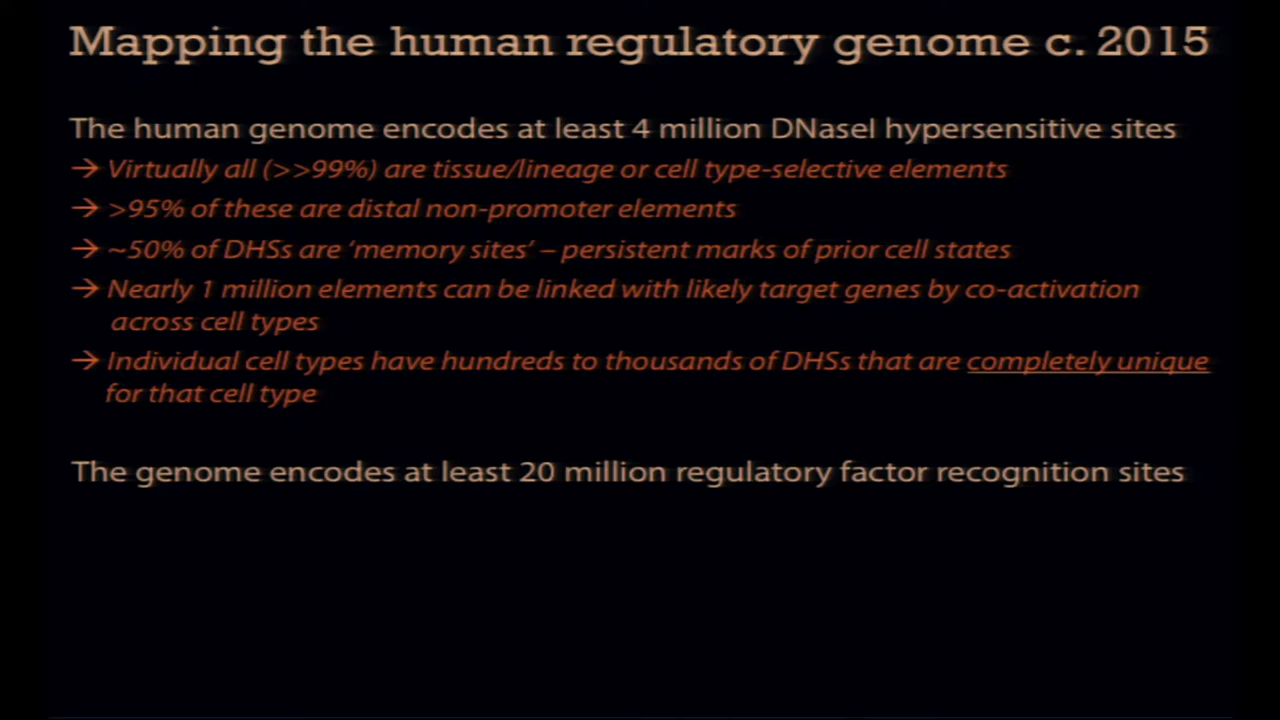 Mapping the human regulatory genome c. 2015
The human genome encodes at least 4 million DNaseI hypersensitive sites
→ Virtually all (>>99%) are tissue/lineage or cell type-selective elements
→ >95% of these are distal non-promoter elements
→ ~50% of DHSs are ‘memory sites’ – persistent marks of prior cell states
→ Nearly 1 million elements can be linked with likely target genes by co-activation
across cell types
→ Individual cell types have hundreds to thousands of DHSs that are completely unique
for that cell type
The genome encodes at least 20 million regulatory factor recognition sites